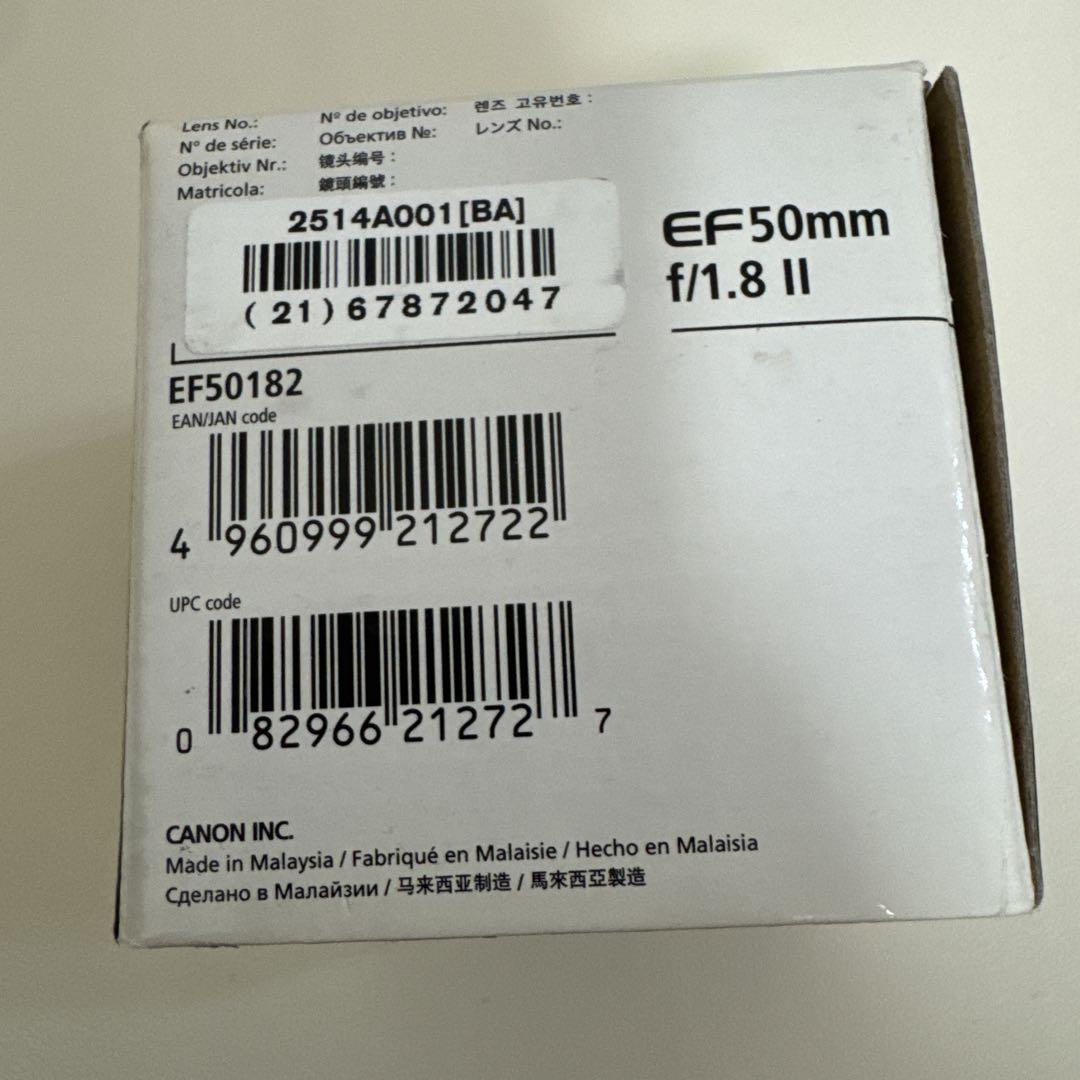 Lens No.:
N° de série:
Objektiv Nr.:
Matricola:
Nº de objetivo:
Объектив №:
镜头编号：
鏡頭編號：
렌즈 고유번호：
レンズ No.:
2514A001[BA]
(21)67872047
EF50mm
f/1.8 II
EF50182
EAN/JAN code
4 960999 212722
UPC code
0 82966 21272 7
CANON INC.
Made in Malaysia / Fabriqué en Malaisie / Hecho en Malaisia
Сделано в Малайзии / 马来西亚制造 / 馬來西亞製造